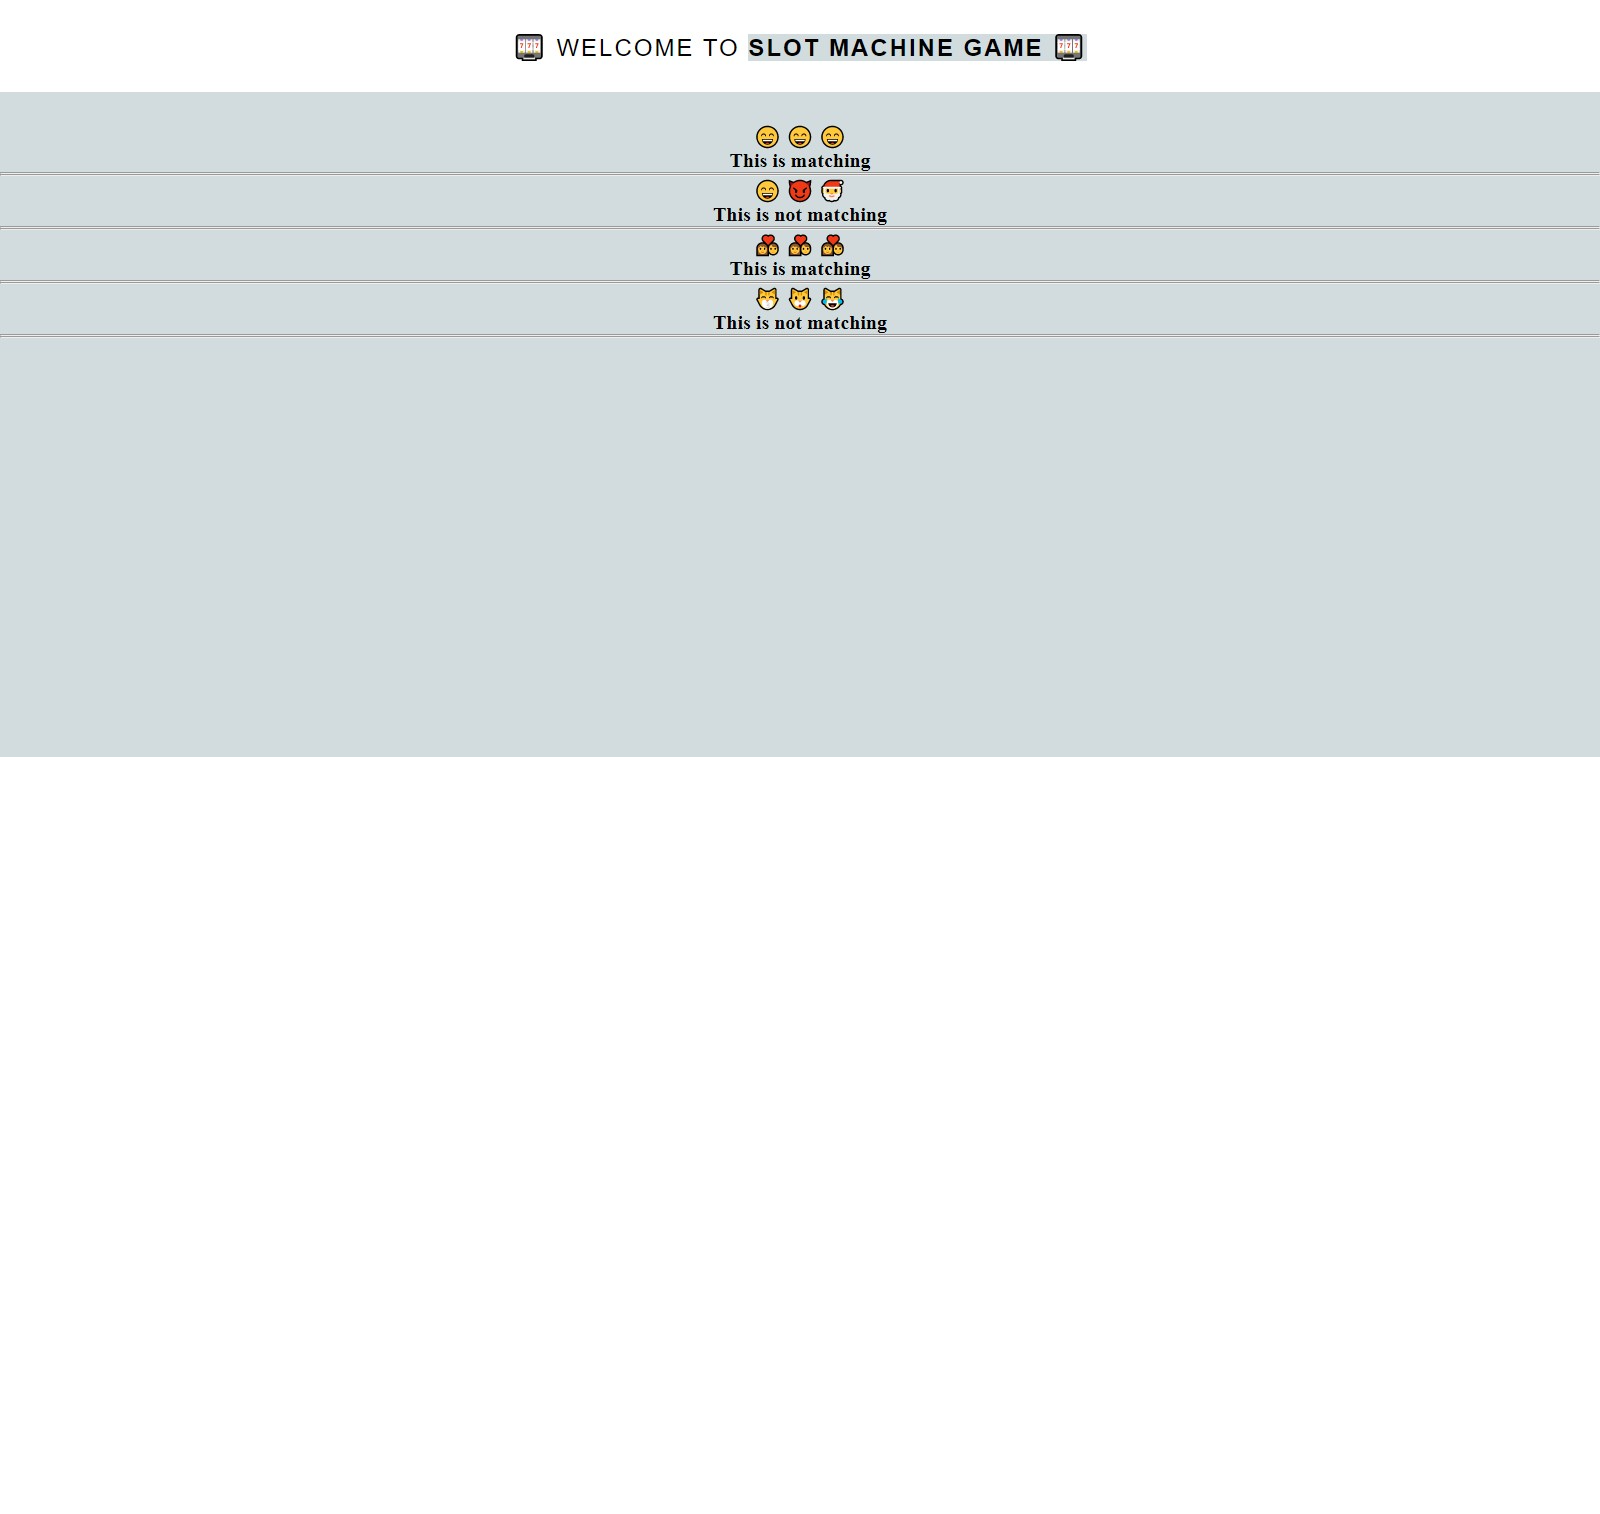 🎰 WELCOME TO SLOT MACHINE GAME 🎰
😄 😄 😄
This is matching
😄 😈 🎅
This is not matching
💑 💑 💑
This is matching
😸 😼 😹
This is not matching